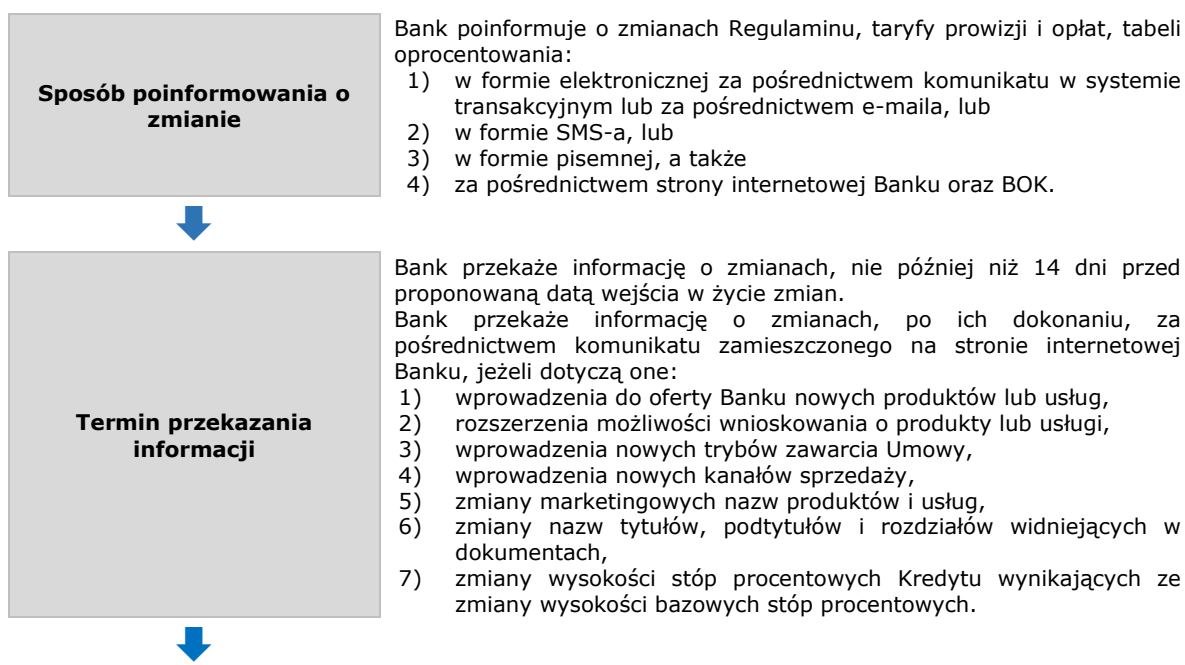 Sposób poinformowania o
zmianie
Bank poinformuje o zmianach Regulaminu, taryfy prowizji i opłat, tabeli
oprocentowania:
1) w formie elektronicznej za pośrednictwem komunikatu w systemie
transakcyjnym lub za pośrednictwem e-maila, lub
2) w formie SMS-a, lub
3) w formie pisemnej, a także
4) za pośrednictwem strony internetowej Banku oraz BOK.
Termin przekazania
informacji
Bank przekaże informację o zmianach, nie później niż 14 dni przed
proponowaną datą wejścia w życie zmian.
Bank przekaże informację o zmianach, po ich dokonaniu, za
pośrednictwem komunikatu zamieszczonego na stronie internetowej
Banku, jeżeli dotyczą one:
1) wprowadzenia do oferty Banku nowych produktów lub usług,
2) rozszerzenia możliwości wnioskowania o produkty lub usługi,
3) wprowadzenia nowych trybów zawarcia Umowy,
4) wprowadzenia nowych kanałów sprzedaży,
5) zmiany marketingowych nazw produktów i usług,
6) zmiany nazw tytułów, podtytułów i rozdziałów widniejących w
dokumentach,
7) zmiany wysokości stóp procentowych Kredytu wynikających ze
zmiany wysokości bazowych stóp procentowych.